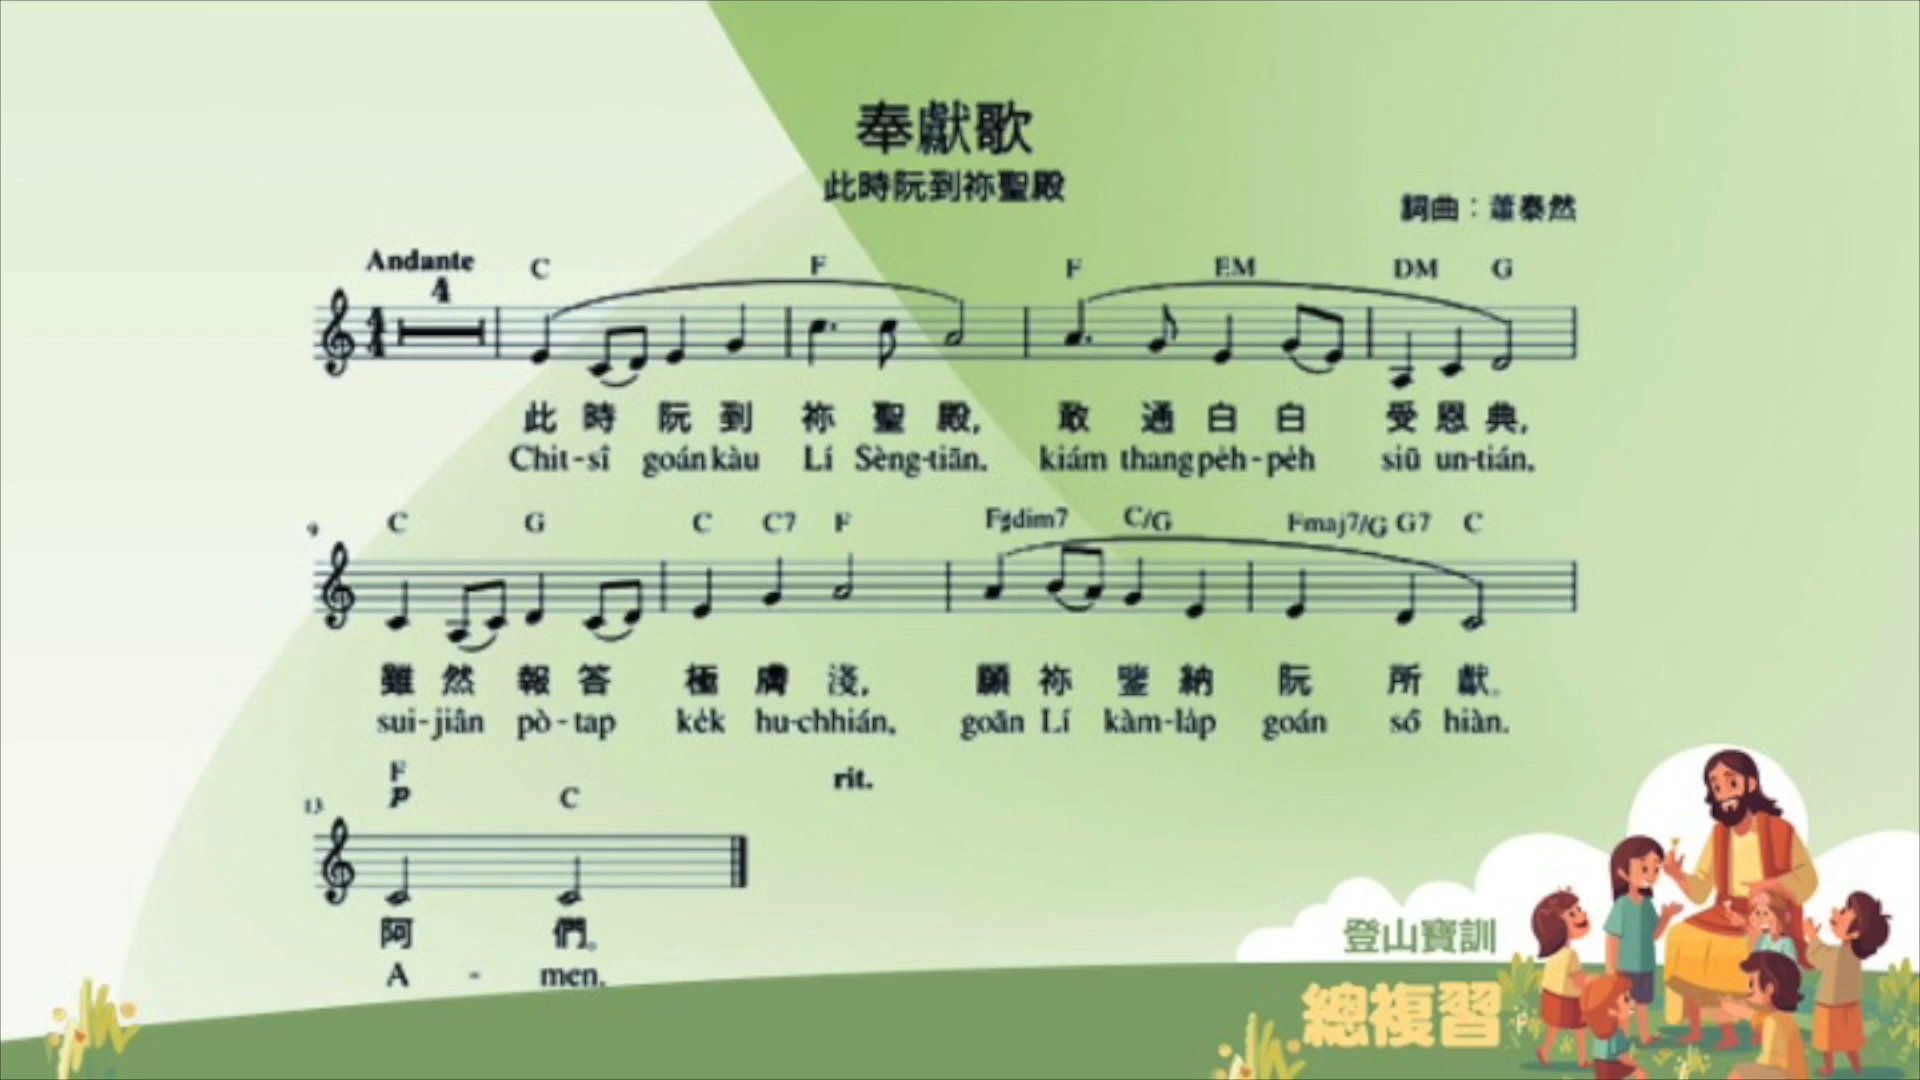 奉獻歌
此時阮到祢聖殿
詞曲：蕭泰然
Andante
4
C F F EM DM G
此 時 阮 到 祢 聖 殿, 敢 通 白 白 受 恩 典,
Chit-sî goán kàu Lí Sèng-tiān. kiám thang pe̍h-pe̍h siū un-tián.
9
C G C C7 F F♯dim7 C/G Fmaj7/G G7 C
雖 然 報 答 極 膚 淺, 願 祢 鑒 納 阮 所 獻。
sui-jiân pò-tap ke̍k hu-chhián, goān Lí kàm-la̍p goán só͘ hiàn.
rit.
13
F
p C
阿 們。
A - men.
登山寶訓
總複習